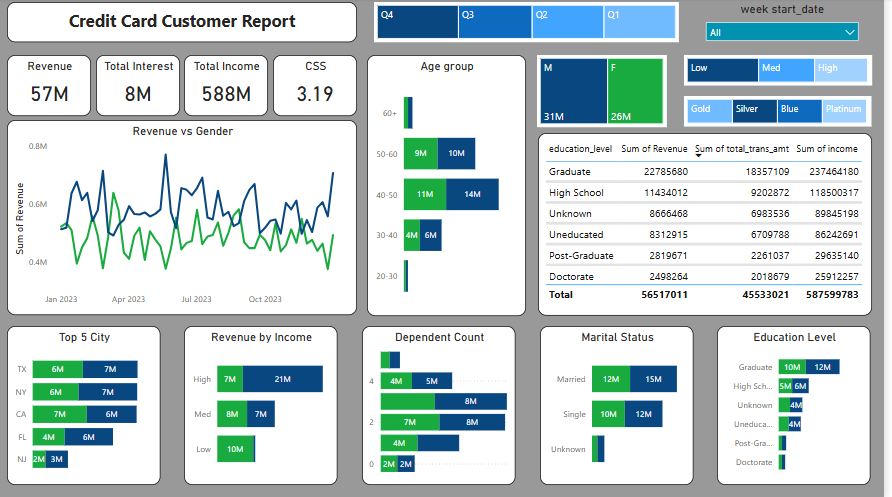 Credit Card Customer Report
Q4 Q3 Q2 Q1
week start_date
All
Revenue
57M
Total Interest
8M
Total Income
588M
CSS
3.19
Revenue vs Gender
Sum of Revenue
0.8M
0.6M
0.4M
Jan 2023 Apr 2023 Jul 2023 Oct 2023
Age group
60+
50-60 9M 10M
40-50 11M 14M
30-40 4M 6M
20-30
M F
31M 26M
Low Med High
Gold Silver Blue Platinum
education_level Sum of Revenue Sum of total_trans_amt Sum of income
Graduate 22785680 18357109 237464180
High School 11434012 9202872 118500317
Unknown 8666468 6983536 89845198
Uneducated 8312915 6709788 86242691
Post-Graduate 2819671 2261037 29635140
Doctorate 2498264 2018679 25912257
Total 56517011 45533021 587599783
Top 5 City
TX 6M 7M
NY 6M 7M
CA 7M 6M
FL 4M 6M
NJ 2M 3M
Revenue by Income
High 7M 21M
Med 8M 7M
Low 10M
Dependent Count
4 4M 5M
8M
2 7M 8M
4M
0 2M 2M
Marital Status
Married 12M 15M
Single 10M 12M
Unknown
Education Level
Graduate 10M 12M
High Sch... 5M 6M
Unknown 4M
Uneduca... 4M
Post-Gra...
Doctorate